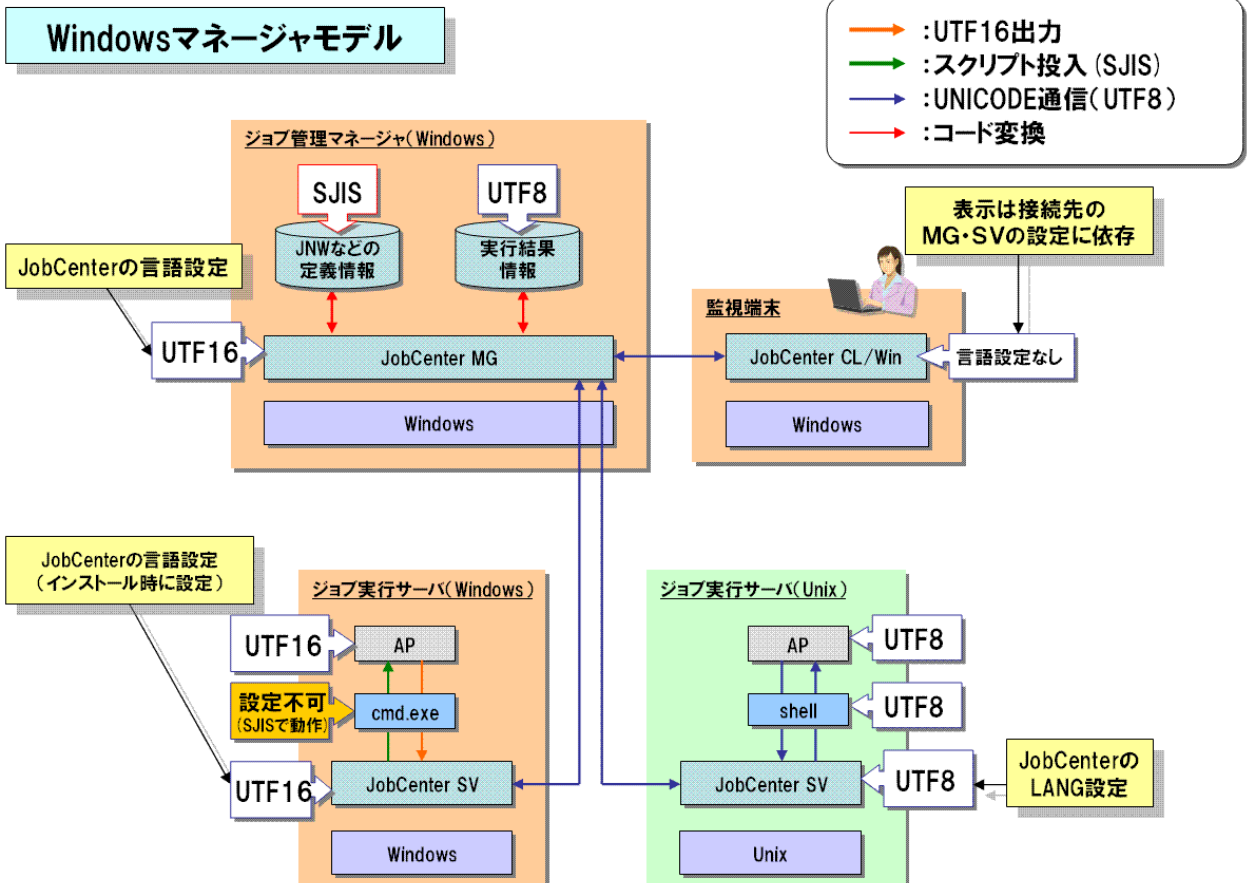 Windowsマネージャモデル
:UTF16出力
:スクリプト投入(SJIS)
:UNICODE通信(UTF8)
:コード変換
ジョブ管理マネージャ(Windows)
SJIS
UTF8
JNWなどの
定義情報
実行結果
情報
JobCenterの言語設定
UTF16
JobCenter MG
Windows
表示は接続先の
MG・SVの設定に依存
監視端末
JobCenter CL/Win
言語設定なし
Windows
JobCenterの言語設定
(インストール時に設定)
ジョブ実行サーバ(Windows)
UTF16
AP
設定不可
(SJISで動作)
cmd.exe
UTF16
JobCenter SV
Windows
ジョブ実行サーバ(Unix)
AP
UTF8
shell
UTF8
JobCenter SV
UTF8
JobCenterの
LANG設定
Unix